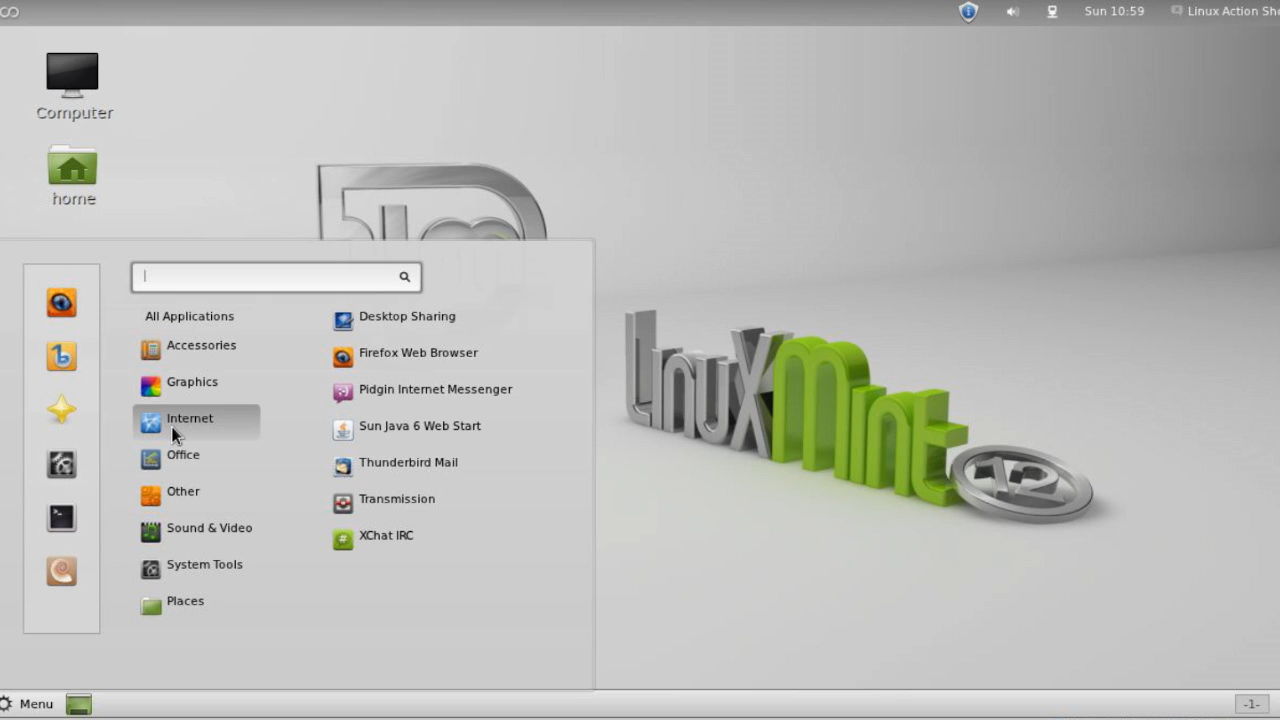 Sun 10:59
Linux Action Sh
Computer
home
All Applications
Accessories
Graphics
Internet
Office
Other
Sound & Video
System Tools
Places
Desktop Sharing
Firefox Web Browser
Pidgin Internet Messenger
Sun Java 6 Web Start
Thunderbird Mail
Transmission
XChat IRC
LinuxMint
12
Menu
-1-